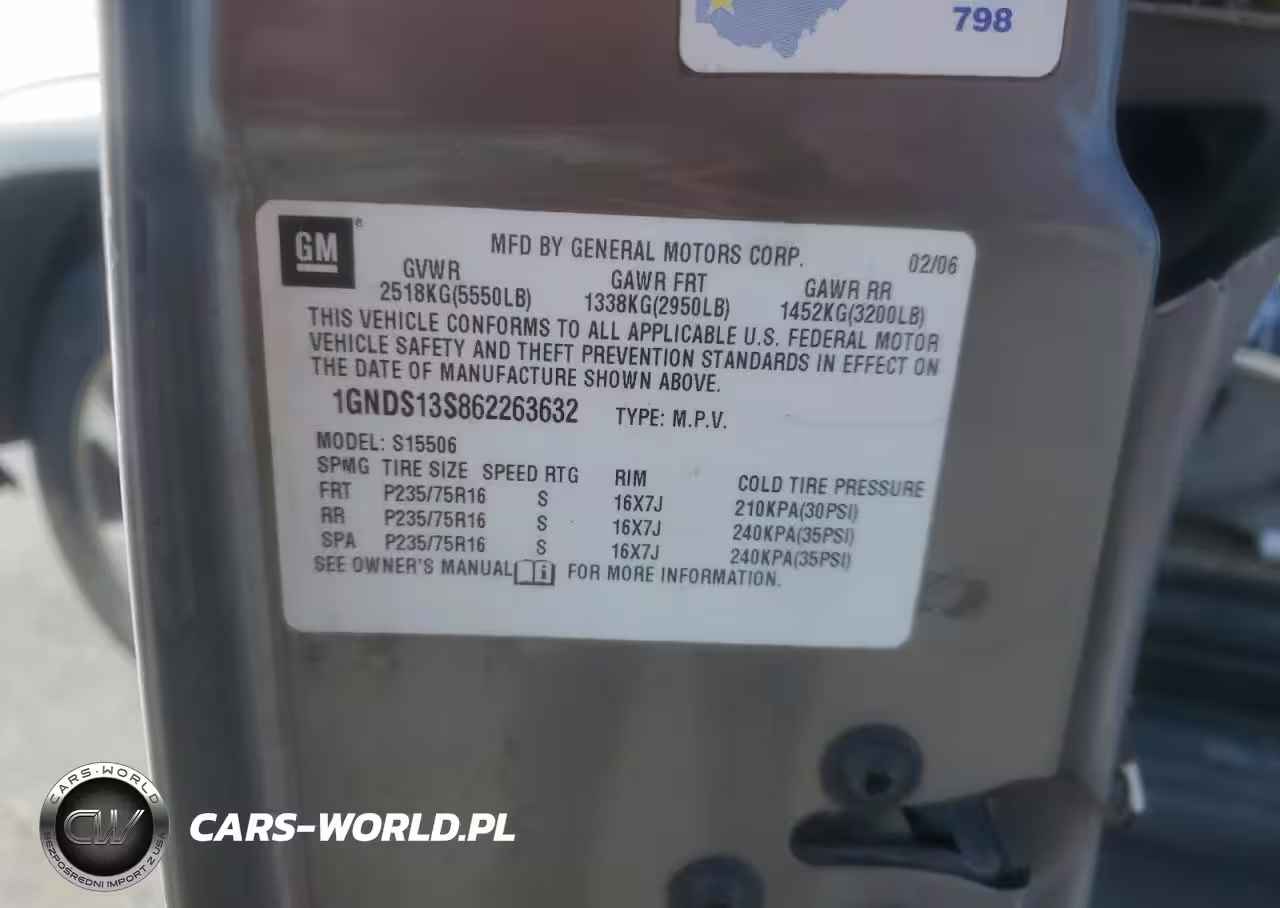 798
GM
®
MFD BY GENERAL MOTORS CORP. 02/06
GVWR GAWR FRT GAWR RR
2518KG(5550LB) 1338KG(2950LB) 1452KG(3200LB)
THIS VEHICLE CONFORMS TO ALL APPLICABLE U.S. FEDERAL MOTOR
VEHICLE SAFETY AND THEFT PREVENTION STANDARDS IN EFFECT ON
THE DATE OF MANUFACTURE SHOWN ABOVE.
1GNDS13S862263632 TYPE: M.P.V.
MODEL: S15506
SPMG TIRE SIZE SPEED RTG RIM COLD TIRE PRESSURE
FRT P235/75R16 S 16X7J 210KPA(30PSI)
RR P235/75R16 S 16X7J 240KPA(35PSI)
SPA P235/75R16 S 16X7J 240KPA(35PSI)
SEE OWNER'S MANUAL i FOR MORE INFORMATION.
CARS-WORLD
CW
BEZPOŚREDNI IMPORT Z USA
CARS-WORLD.PL